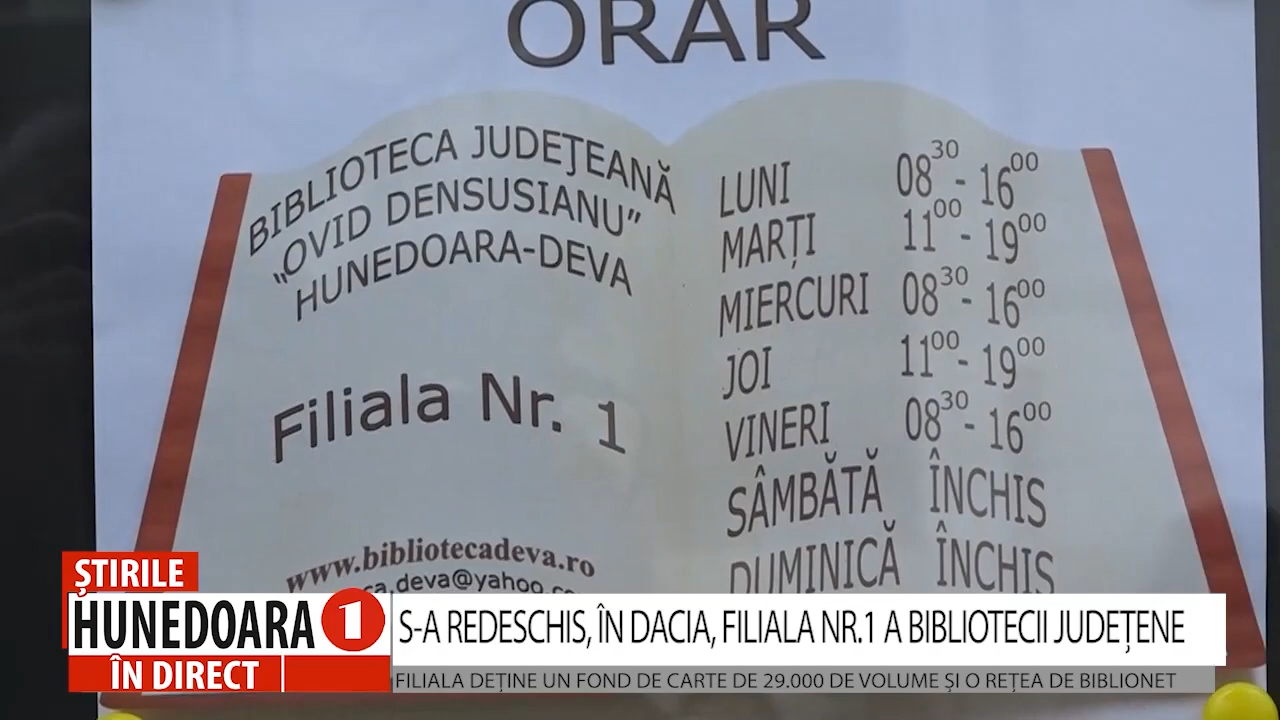 ORAR
BIBLIOTECA JUDEŢEANĂ
"OVID DENSUSIANU"
HUNEDOARA-DEVA
Filiala Nr. 1
www.bibliotecadeva.ro
LUNI 08³⁰ - 16⁰⁰
MARȚI 11⁰⁰ - 19⁰⁰
MIERCURI 08³⁰ - 16⁰⁰
JOI 11⁰⁰ - 19⁰⁰
VINERI 08³⁰ - 16⁰⁰
SÂMBĂTĂ ÎNCHIS
DUMINICĂ ÎNCHIS
ȘTIRILE
HUNEDOARA 1
ÎN DIRECT
S-A REDESCHIS, ÎN DACIA, FILIALA NR.1 A BIBLIOTECII JUDEȚENE
FILIALA DEȚINE UN FOND DE CARTE DE 29.000 DE VOLUME ȘI O REȚEA DE BIBLIONET